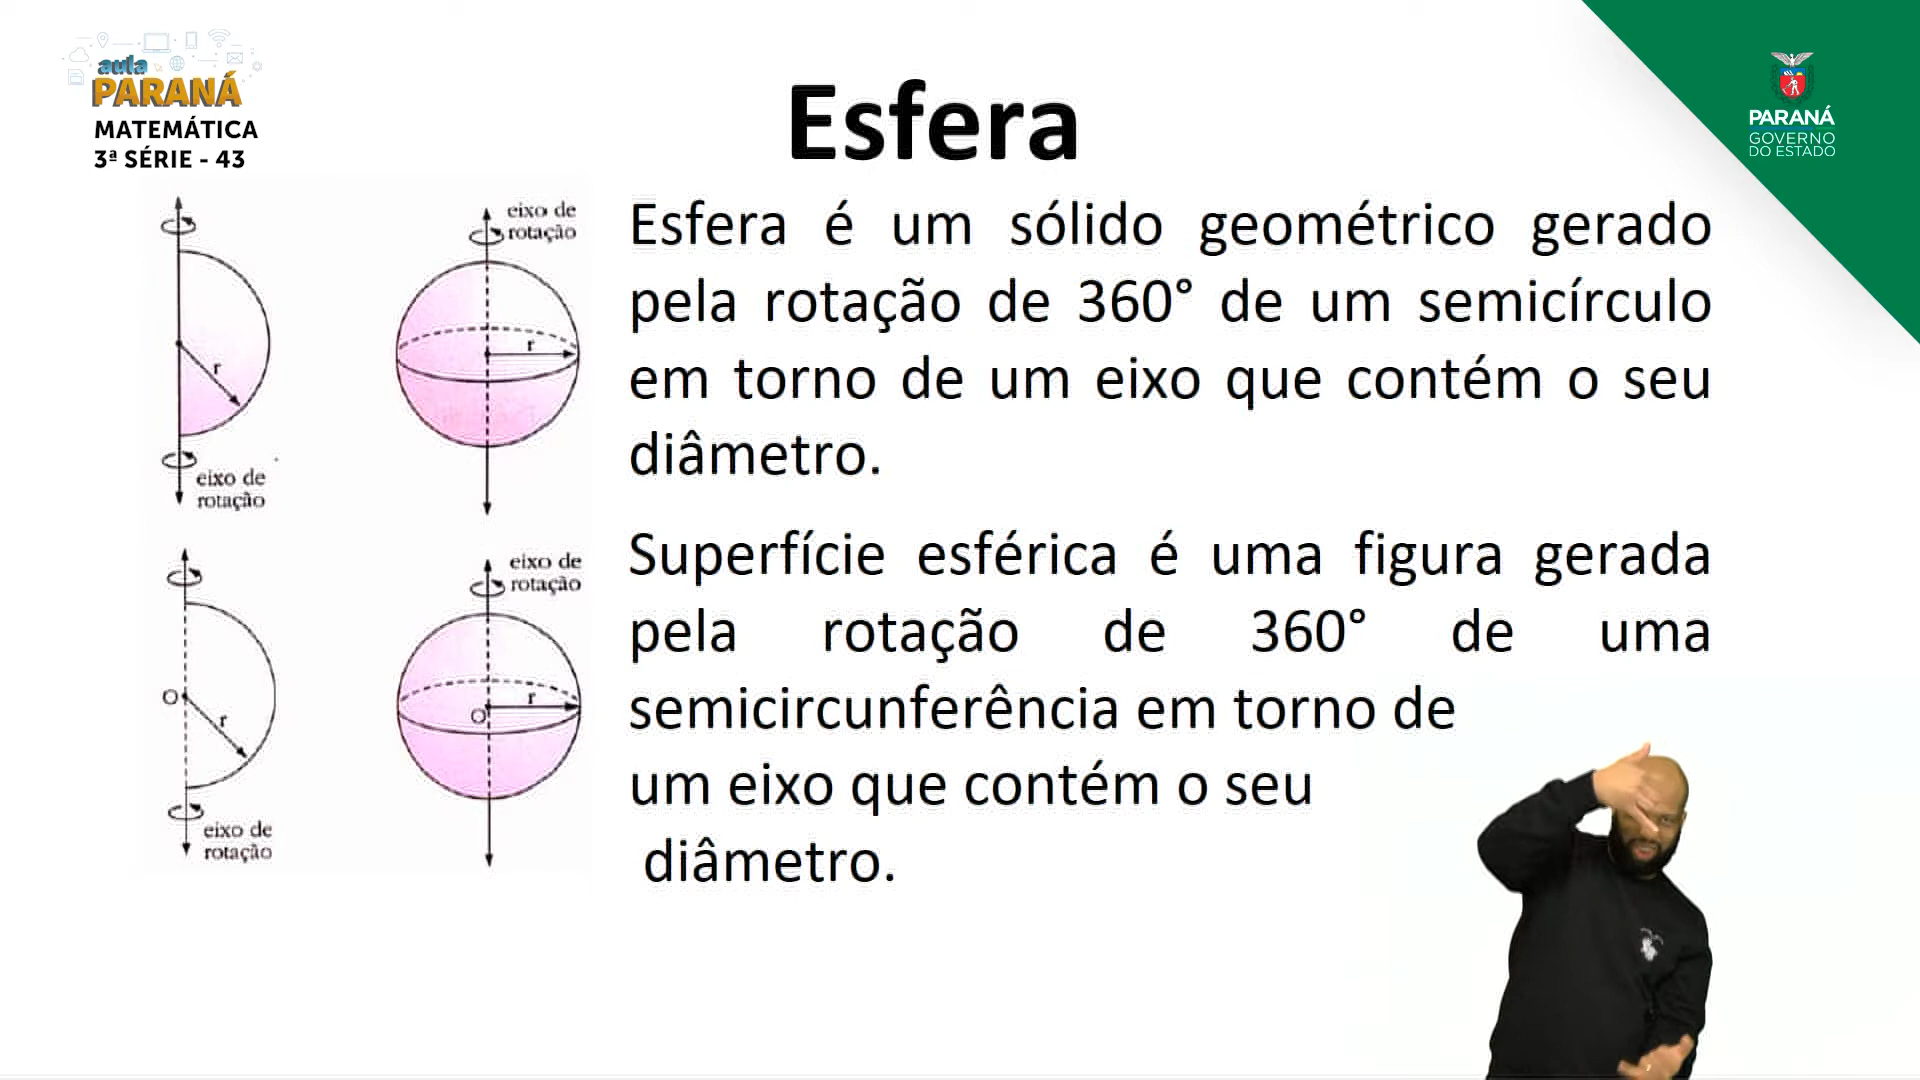 aula
PARANÁ
MATEMÁTICA
3ª SÉRIE - 43
Esfera
PARANÁ
GOVERNO
DO ESTADO
eixo de
rotação
r
r
eixo de
rotação
eixo de
rotação
O
r
O
r
eixo de
rotação
Esfera é um sólido geométrico gerado
pela rotação de 360° de um semicírculo
em torno de um eixo que contém o seu
diâmetro.
Superfície esférica é uma figura gerada
pela rotação de 360° de uma
semicircunferência em torno de
um eixo que contém o seu
diâmetro.